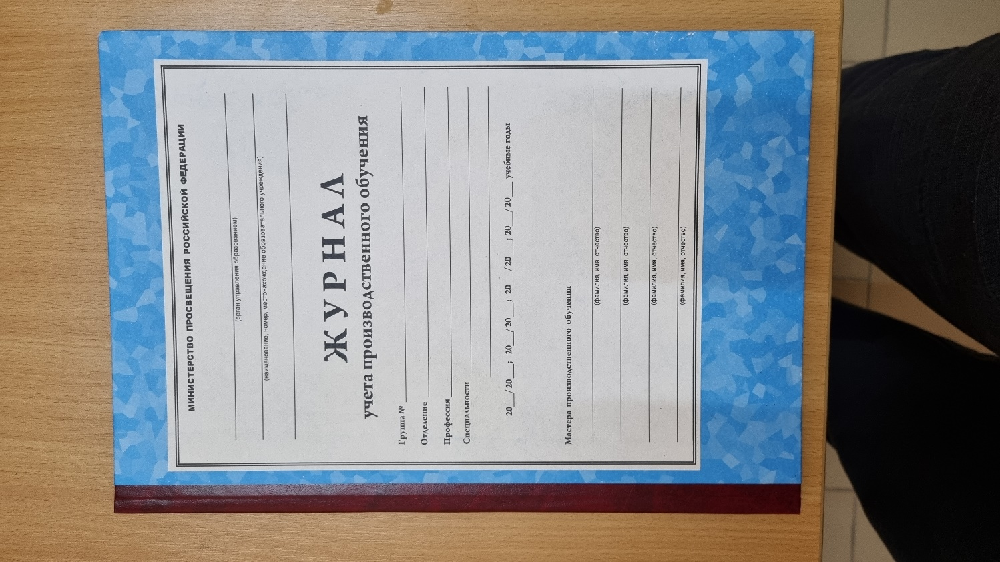 МИНИСТЕРСТВО ПРОСВЕЩЕНИЯ РОССИЙСКОЙ ФЕДЕРАЦИИ
(орган управления образованием)
(наименование, номер, местонахождение образовательного учреждения)
ЖУРНАЛ
учета производственного обучения
Группа №
Отделение
Профессия
Специальности
20__/20__; 20__/20__; 20__/20__; 20__/20__ учебные годы
Мастера производственного обучения
(фамилия, имя, отчество)
(фамилия, имя, отчество)
(фамилия, имя, отчество)
(фамилия, имя, отчество)